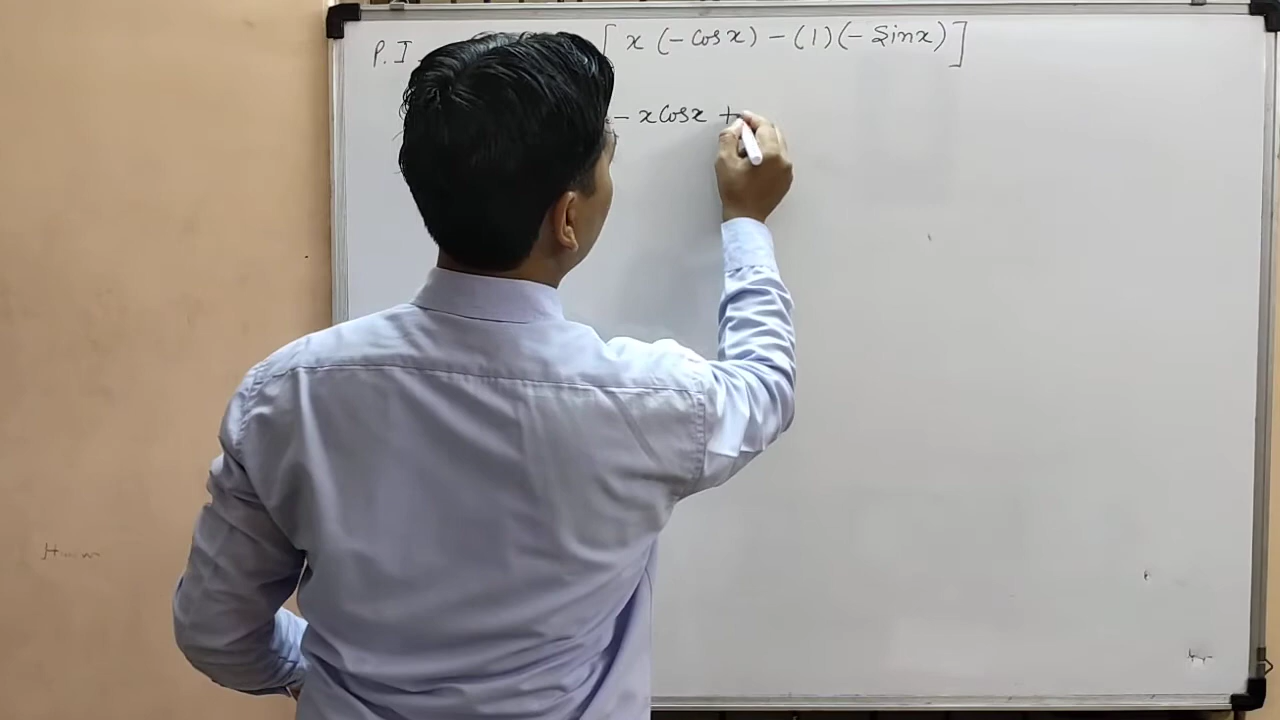 P.I [ x (-Cosx) - (1)(-Sinx) ]
- xCosx +